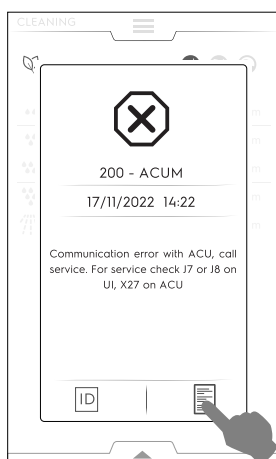 CLEANING
200 - ACUM
17/11/2022 14:22
Communication error with ACU, call
service. For service check J7 or J8 on
UI, X27 on ACU
ID